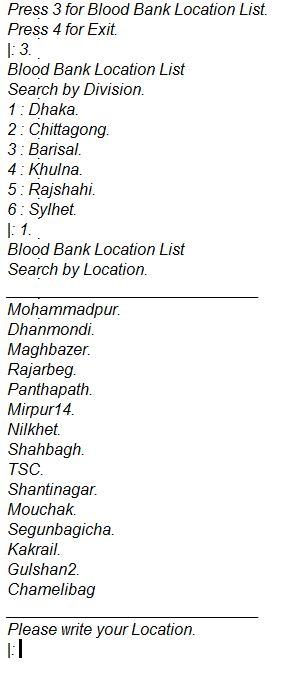 Press 3 for Blood Bank Location List.
Press 4 for Exit.
|: 3.
Blood Bank Location List
Search by Division.
1 : Dhaka.
2 : Chittagong.
3 : Barisal.
4 : Khulna.
5 : Rajshahi.
6 : Sylhet.
|: 1.
Blood Bank Location List
Search by Location.
Mohammadpur.
Dhanmondi.
Maghbazer.
Rajarbeg.
Panthapath.
Mirpur14.
Nilkhet.
Shahbagh.
TSC.
Shantinagar.
Mouchak.
Segunbagicha.
Kakrail.
Gulshan2.
Chamelibag
Please write your Location.
|: